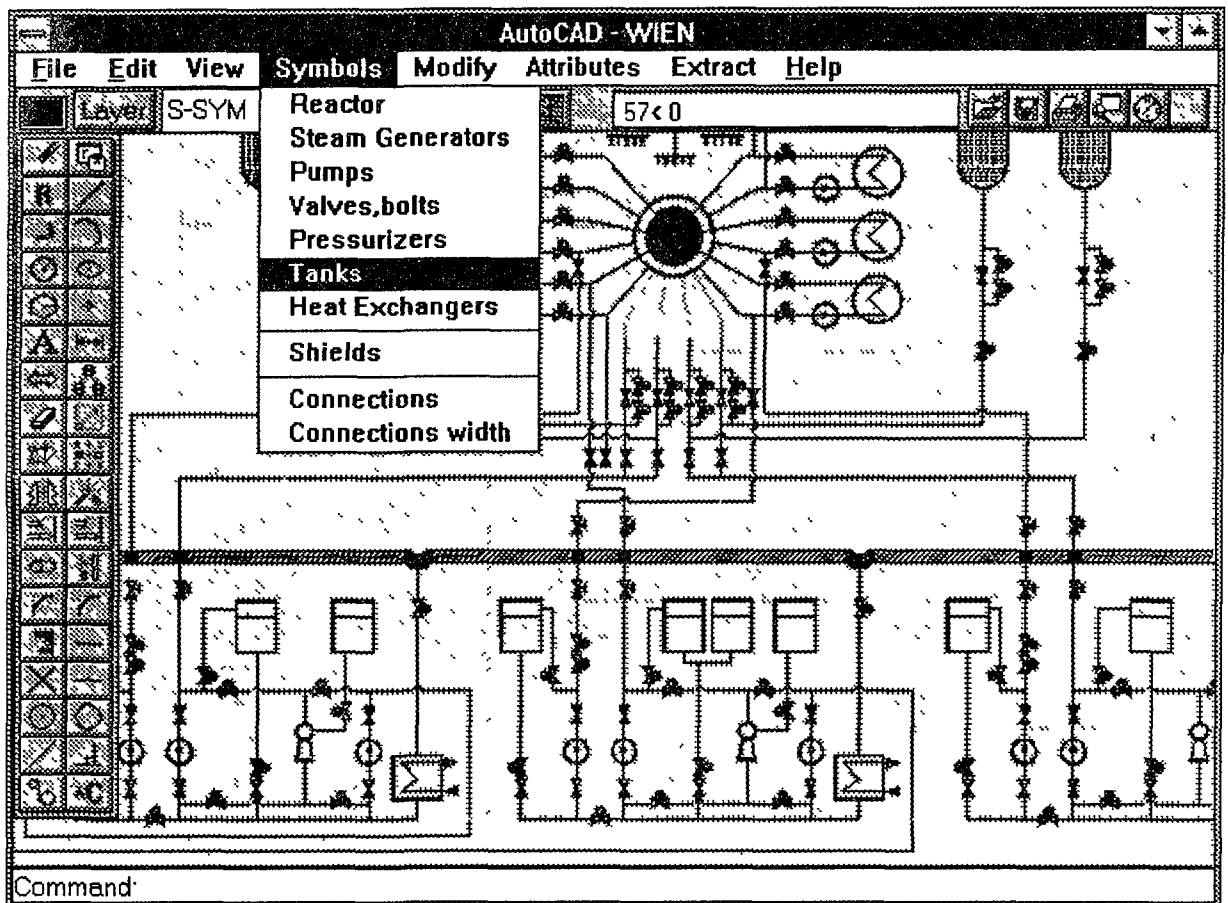 AutoCAD - WIEN
File Edit View Symbols Modify Attributes Extract Help
Layer S-SYM 57<0
Reactor
Steam Generators
Pumps
Valves,bolts
Pressurizers
Tanks
Heat Exchangers
Shields
Connections
Connections width
A
Command: